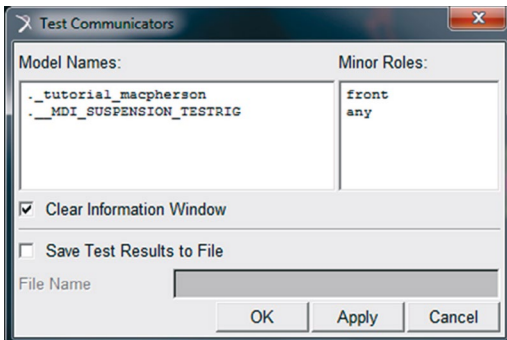 Test Communicators
Model Names: Minor Roles:
._tutorial_macpherson front
.__MDI_SUSPENSION_TESTRIG any
Clear Information Window
Save Test Results to File
File Name
OK Apply Cancel